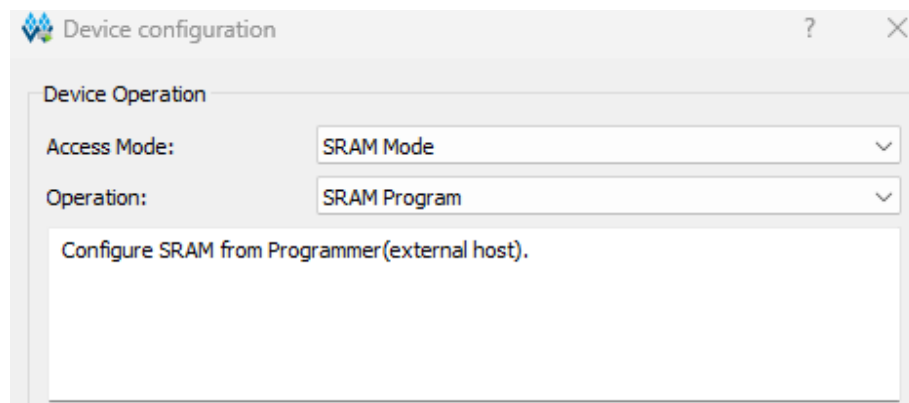 Device configuration ?
Device Operation
Access Mode: SRAM Mode
Operation: SRAM Program
Configure SRAM from Programmer(external host).